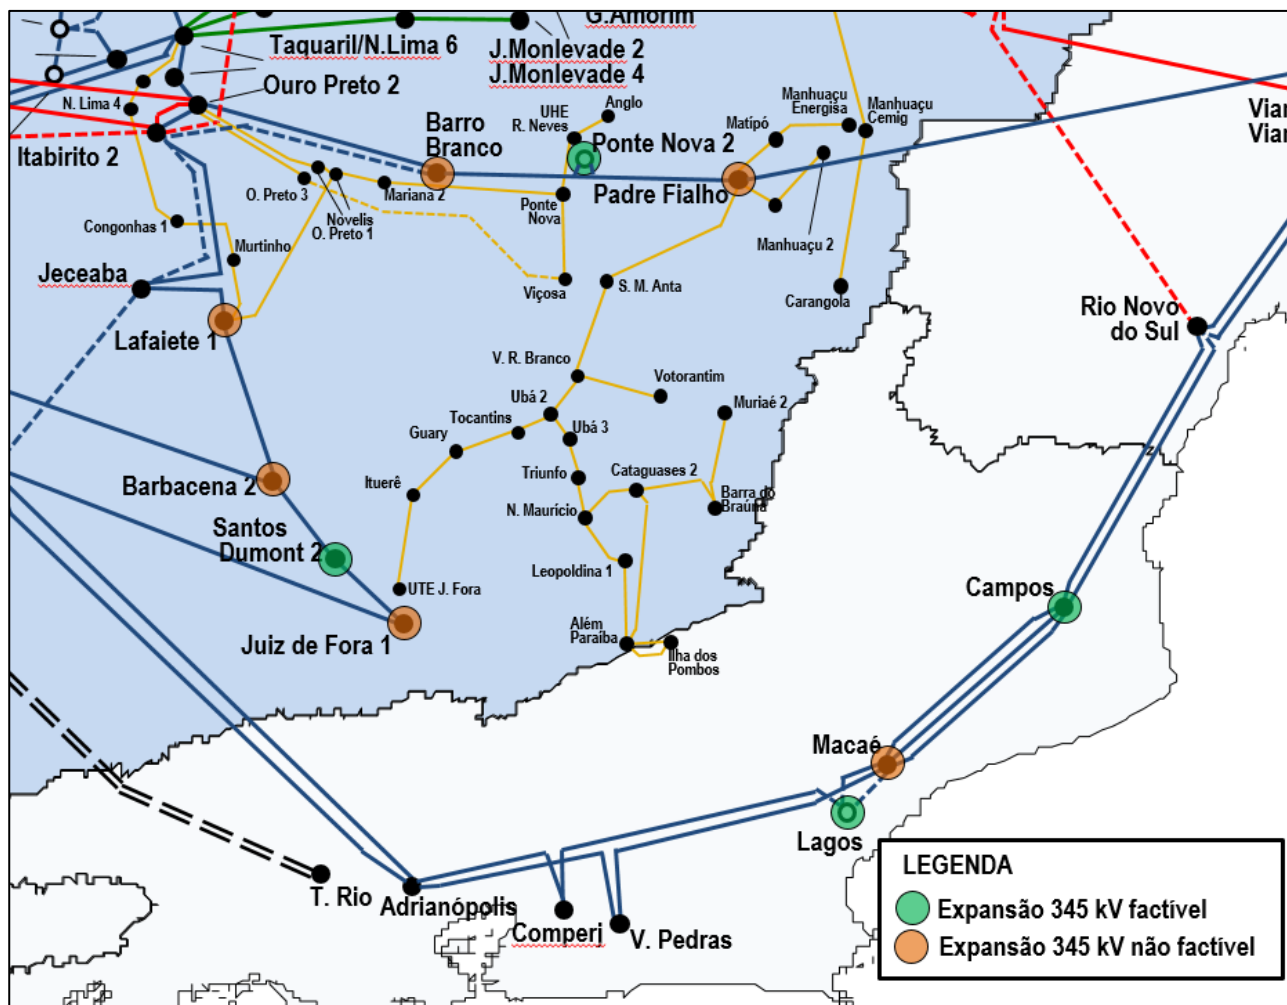 G.Amorim
Taquaril/N.Lima 6
J.Monlevade 2
J.Monlevade 4
Ouro Preto 2
N. Lima 4
Itabirito 2
Barro
Branco
UHE
R. Neves
Anglo
Ponte Nova 2
Matipó
Manhuaçu
Energisa
Manhuaçu
Cemig
Vian
Vian
O. Preto 3
Novelis
O. Preto 1
Mariana 2
Ponte
Nova
Padre Fialho
Manhuaçu 2
Congonhas 1
Murtinho
Jeceaba
Viçosa
S. M. Anta
Carangola
Rio Novo
do Sul
Lafaiete 1
V. R. Branco
Votorantim
Ubá 2
Muriaé 2
Tocantins
Guary
Ubá 3
Ituerê
Triunfo
Cataguases 2
N. Maurício
Barra do
Braúna
Barbacena 2
Santos
Dumont 2
Leopoldina 1
UTE J. Fora
Juiz de Fora 1
Além
Paraíba
Ilha dos
Pombos
Campos
Macaé
Lagos
T. Rio
Adrianópolis
Comperj
V. Pedras
LEGENDA
Expansão 345 kV factível
Expansão 345 kV não factível